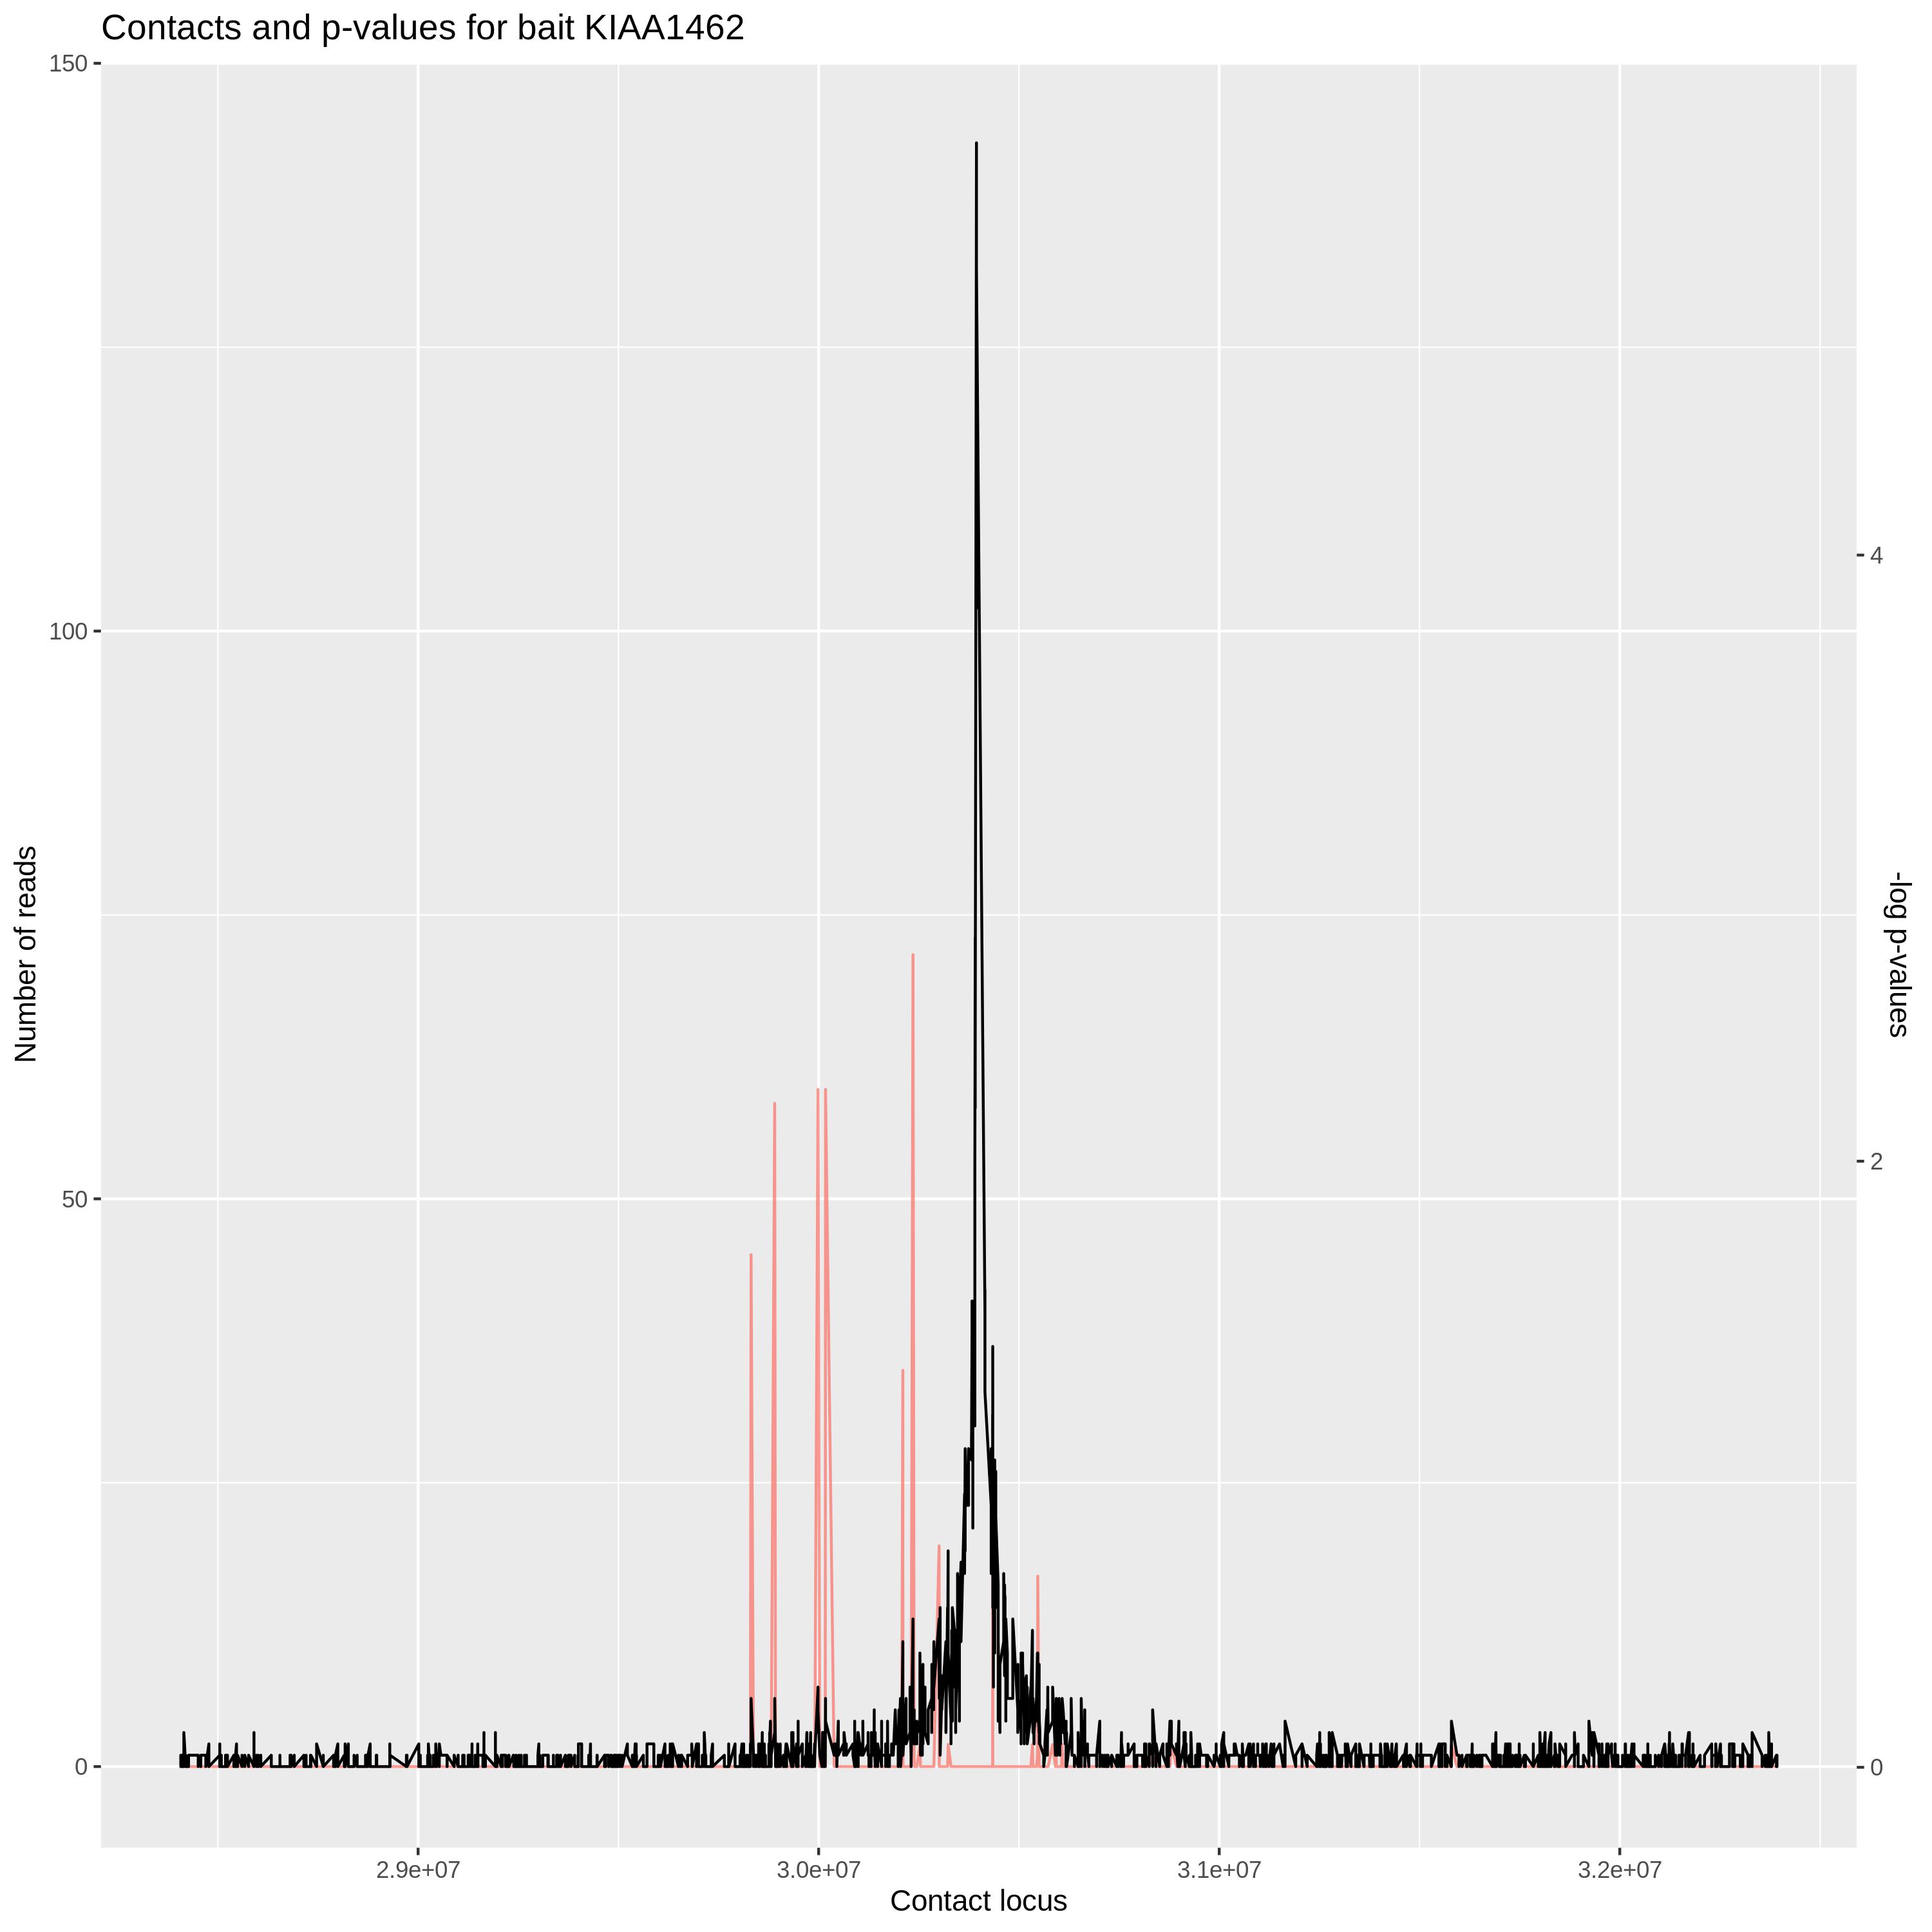 Contacts and p-values for bait KIAA1462
150
100
50
0
Number of reads
4
2
0
-log p-values
2.9e+07
3.0e+07
3.1e+07
3.2e+07
Contact locus